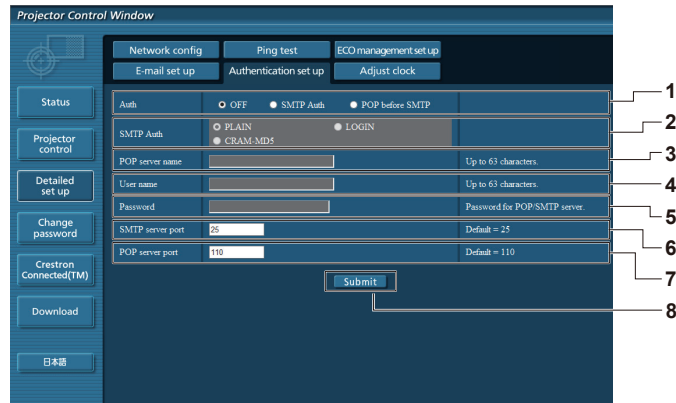 Projector Control Window
Network config Ping test ECO management set up
E-mail set up Authentication set up Adjust clock
Status
Projector
control
Detailed
set up
Change
password
Crestron
Connected(TM)
Download
日本語
Auth OFF SMTP Auth POP before SMTP 1
SMTP Auth PLAIN LOGIN 2
CRAM-MD5
POP server name Up to 63 characters. 3
User name Up to 63 characters. 4
Password Password for POP/SMTP server. 5
SMTP server port 25 Default = 25 6
POP server port 110 Default = 110 7
Submit 8